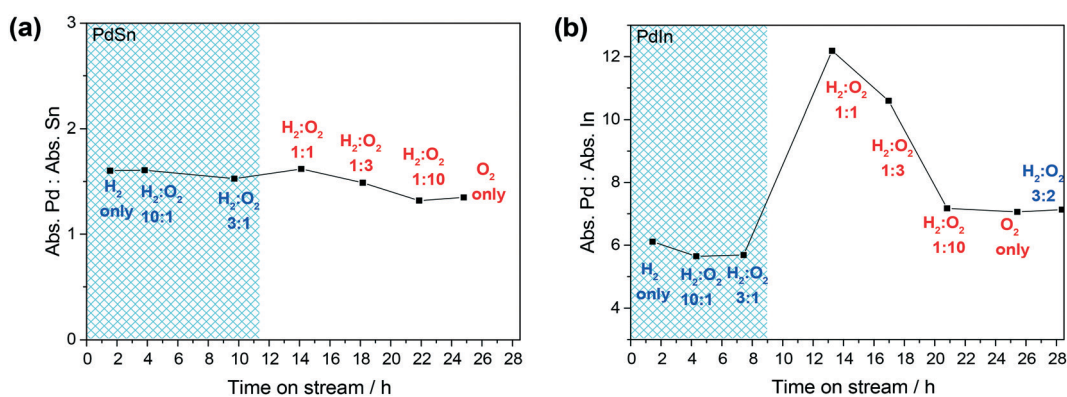 (a)
PdSn
Abs. Pd : Abs. Sn
3
2
1
0
H₂
only
H₂:O₂
10:1
H₂:O₂
3:1
H₂:O₂
1:1
H₂:O₂
1:3
H₂:O₂
1:10
O₂
only
0 2 4 6 8 10 12 14 16 18 20 22 24 26 28
Time on stream / h
(b)
PdIn
Abs. Pd : Abs. In
12
10
8
6
4
H₂
only
H₂:O₂
10:1
H₂:O₂
3:1
H₂:O₂
1:1
H₂:O₂
1:3
H₂:O₂
1:10
O₂
only
H₂:O₂
3:2
0 2 4 6 8 10 12 14 16 18 20 22 24 26 28
Time on stream / h